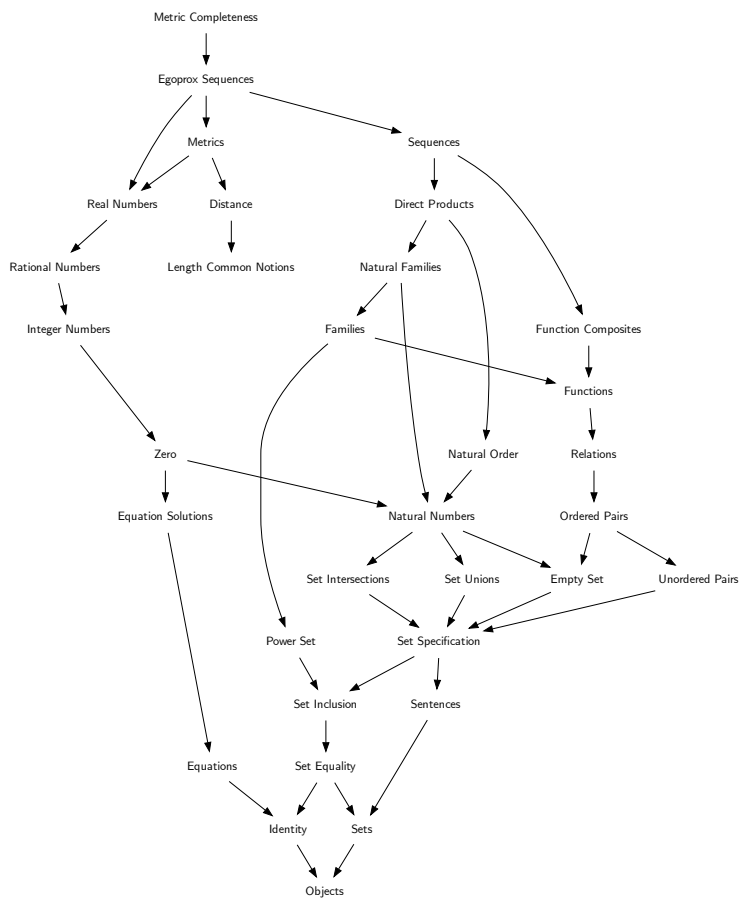 Metric Completeness
Egoprox Sequences
Metrics
Sequences
Real Numbers
Distance
Direct Products
Rational Numbers
Length Common Notions
Natural Families
Integer Numbers
Families
Function Composites
Functions
Zero
Natural Order
Relations
Equation Solutions
Natural Numbers
Ordered Pairs
Set Intersections
Set Unions
Empty Set
Unordered Pairs
Power Set
Set Specification
Set Inclusion
Sentences
Equations
Set Equality
Identity
Sets
Objects